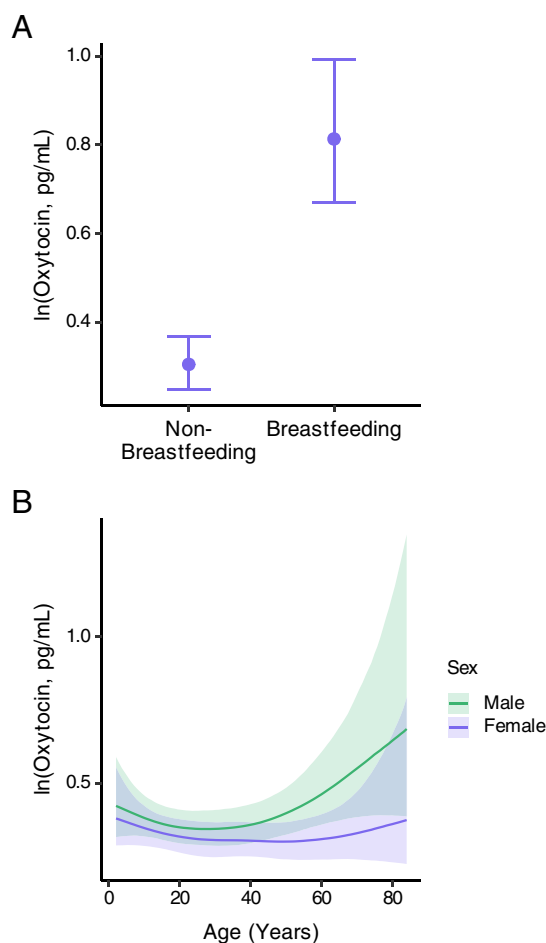 A
ln(Oxytocin, pg/mL)
1.0
0.8
0.6
0.4
Non-
Breastfeeding
Breastfeeding
B
ln(Oxytocin, pg/mL)
1.0
0.5
0
20
40
60
80
Age (Years)
Sex
Male
Female